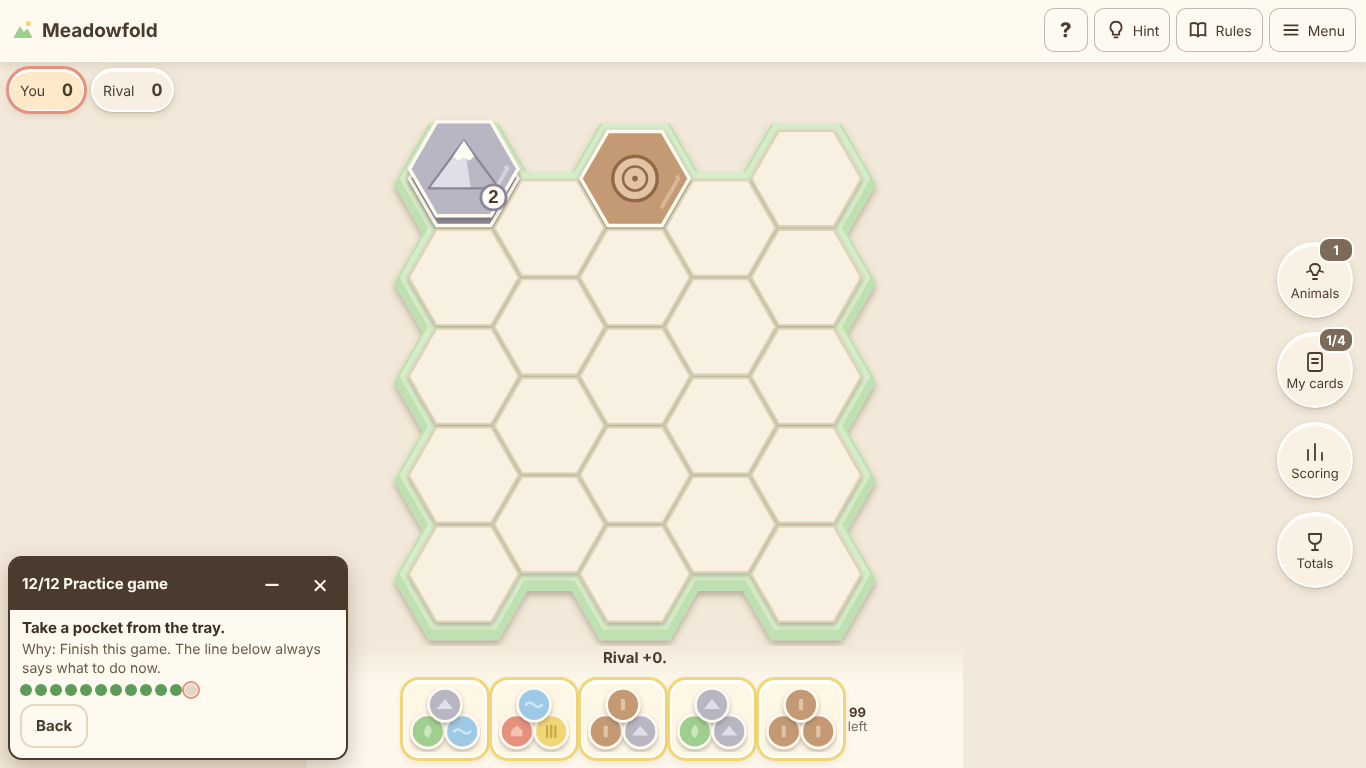 Meadowfold
?
Hint
Rules
Menu
You 0
Rival 0
2
1
Animals
1/4
My cards
Scoring
Totals
12/12 Practice game
Take a pocket from the tray.
Why: Finish this game. The line below always
says what to do now.
Back
Rival +0.
99
left